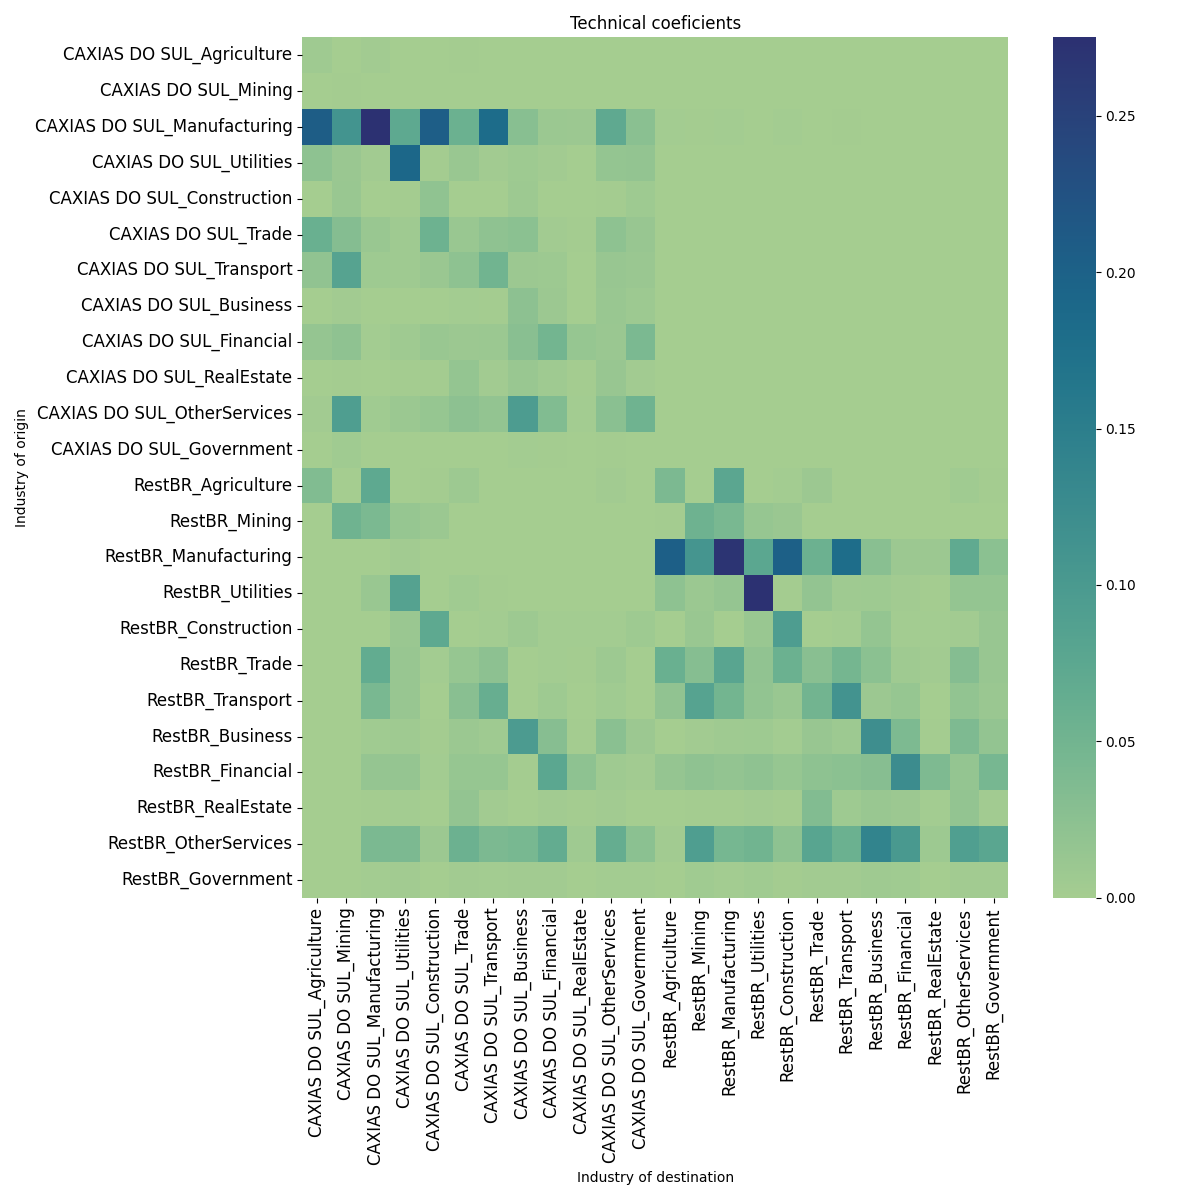 Technical coeficients
CAXIAS DO SUL_Agriculture
CAXIAS DO SUL_Mining
CAXIAS DO SUL_Manufacturing
CAXIAS DO SUL_Utilities
CAXIAS DO SUL_Construction
CAXIAS DO SUL_Trade
CAXIAS DO SUL_Transport
CAXIAS DO SUL_Business
CAXIAS DO SUL_Financial
CAXIAS DO SUL_RealEstate
CAXIAS DO SUL_OtherServices
CAXIAS DO SUL_Government
RestBR_Agriculture
RestBR_Mining
RestBR_Manufacturing
RestBR_Utilities
RestBR_Construction
RestBR_Trade
RestBR_Transport
RestBR_Business
RestBR_Financial
RestBR_RealEstate
RestBR_OtherServices
RestBR_Government
Industry of origin
CAXIAS DO SUL_Agriculture
CAXIAS DO SUL_Mining
CAXIAS DO SUL_Manufacturing
CAXIAS DO SUL_Utilities
CAXIAS DO SUL_Construction
CAXIAS DO SUL_Trade
CAXIAS DO SUL_Transport
CAXIAS DO SUL_Business
CAXIAS DO SUL_Financial
CAXIAS DO SUL_RealEstate
CAXIAS DO SUL_OtherServices
CAXIAS DO SUL_Government
RestBR_Agriculture
RestBR_Mining
RestBR_Manufacturing
RestBR_Utilities
RestBR_Construction
RestBR_Trade
RestBR_Transport
RestBR_Business
RestBR_Financial
RestBR_RealEstate
RestBR_OtherServices
RestBR_Government
Industry of destination
0.25
0.20
0.15
0.10
0.05
0.00